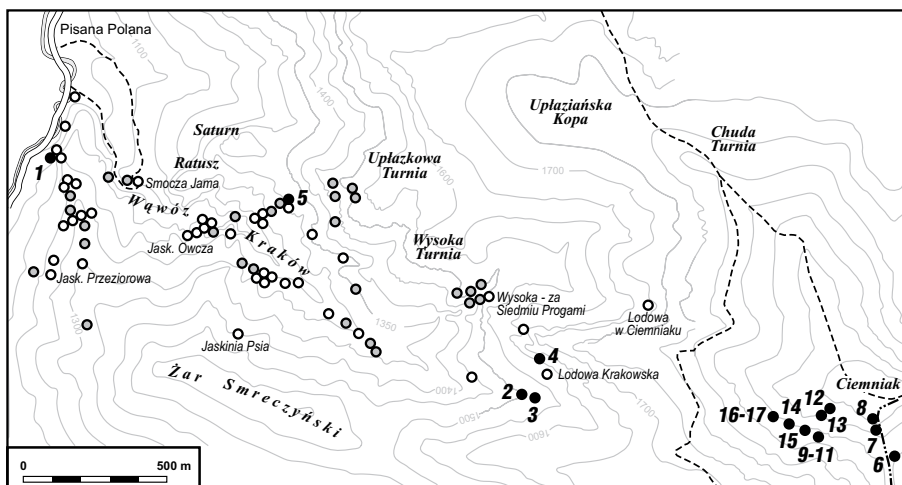 Pisana Polana
1100
1400
Saturn
Ratusz
Upłazkowa
Turnia
1600
Upłaziańska
Kopa
1700
Chuda
Turnia
1
Smocza Jama
5
Wąwóz
Kraków
Jask. Owcza
Wysoka
Turnia
Jask. Przeziorowa
Wysoka - za
Siedmiu Progami
Lodowa
w Ciemniaku
1300
1350
Jaskinia Psia
4
Lodowa Krakowska
Żar Smreczyński
1400
2
3
1500
1600
1700
Ciemniak
16-17
14
12
13
8
15
9-11
7
6
0
500 m